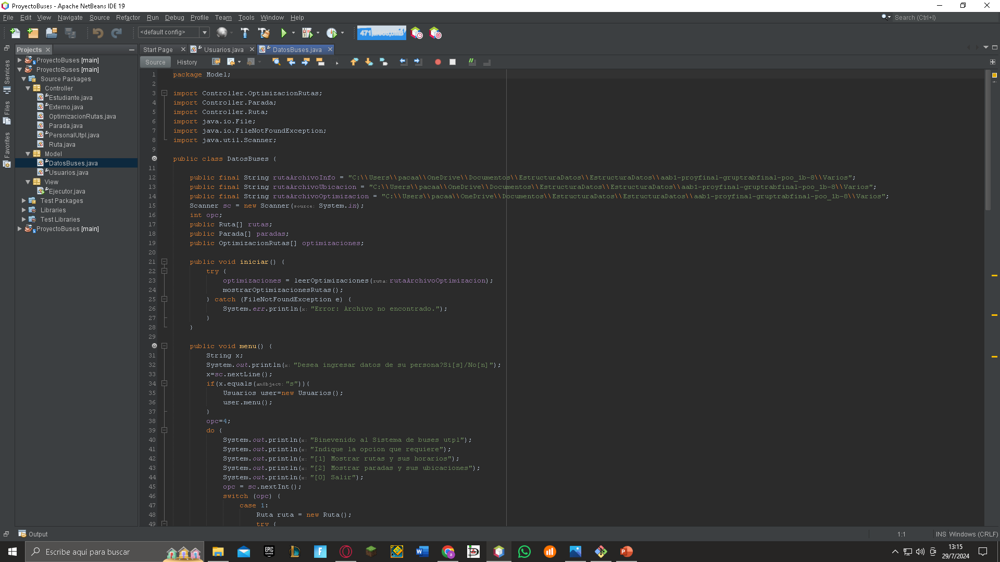 ProyectoBuses - Apache NetBeans IDE 19
File Edit View Navigate Source Refactor Run Debug Profile Team Tools Window Help
Search (Ctrl+I)
<default config>
Projects
Start Page
Usuarios.java
DatosBuses.java
Source
History
Services
Files
Favorites
ProyectoBuses [main]
ProyectoBuses [main]
Source Packages
Controller
Estudiante.java
Externo.java
OptimizacionRutas.java
Parada.java
PersonalUtpl.java
Ruta.java
Model
DatosBuses.java
Usuarios.java
View
Ejecutor.java
Test Packages
Libraries
Test Libraries
ProyectoBuses [main]
1 package Model;
2
3 import Controller.OptimizacionRutas;
4 import Controller.Parada;
5 import Controller.Ruta;
6 import java.io.File;
7 import java.io.FileNotFoundException;
8 import java.util.Scanner;
9
public class DatosBuses {
11
12 public final String rutaArchivoInfo = "C:\\Users\\pacaa\\OneDrive\\Documentos\\EstructuraDatos\\EstructuraDatos\\aab1-proyfinal-gruptrabfinal-poo_1b-8\\Varios";
13 public final String rutaArchivoUbicacion = "C:\\Users\\pacaa\\OneDrive\\Documentos\\EstructuraDatos\\EstructuraDatos\\aab1-proyfinal-gruptrabfinal-poo_1b-8\\Varios";
14 public final String rutaArchivoOptimizacion = "C:\\Users\\pacaa\\OneDrive\\Documentos\\EstructuraDatos\\EstructuraDatos\\aab1-proyfinal-gruptrabfinal-poo_1b-8\\Varios";
15 Scanner sc = new Scanner(source: System.in);
16 int opc;
17 public Ruta[] rutas;
18 public Parada[] paradas;
19 public OptimizacionRutas[] optimizaciones;
20
21 public void iniciar() {
22 try {
23 optimizaciones = leerOptimizaciones(ruta: rutaArchivoOptimizacion);
24 mostrarOptimizacionesRutas();
25 } catch (FileNotFoundException e) {
26 System.err.println(x: "Error: Archivo no encontrado.");
27 }
28 }
29
public void menu() {
31 String x;
32 System.out.println(x: "Desea ingresar datos de su persona?Si[s]/No[n]");
33 x=sc.nextLine();
34 if(x.equals(anObject: "s")){
35 Usuarios user=new Usuarios();
36 user.menu();
37 }
38 opc=4;
39 do {
40 System.out.println(x: "Binevenido al Sistema de buses utpl");
41 System.out.println(x: "Indique la opcion que requiere");
42 System.out.println(x: "[1] Mostrar rutas y sus horarios");
43 System.out.println(x: "[2] Mostrar paradas y sus ubicaciones");
44 System.out.println(x: "[0] Salir");
45 opc = sc.nextInt();
46 switch (opc) {
47 case 1:
48 Ruta ruta = new Ruta();
49 try {
Output
1:1
INS Windows (CRLF)
Escribe aquí para buscar
13:15
29/7/2024